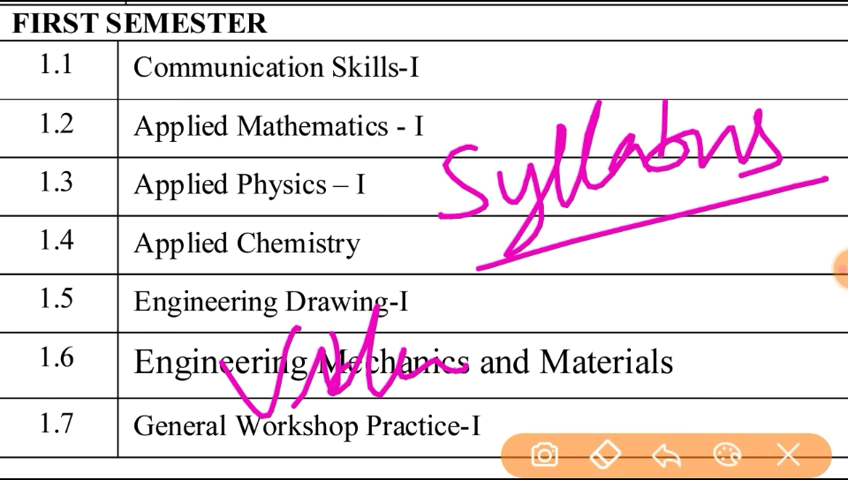 FIRST SEMESTER
1.1 Communication Skills-I
1.2 Applied Mathematics - I
1.3 Applied Physics – I
1.4 Applied Chemistry
1.5 Engineering Drawing-I
1.6 Engineering Mechanics and Materials
1.7 General Workshop Practice-I
Syllabus